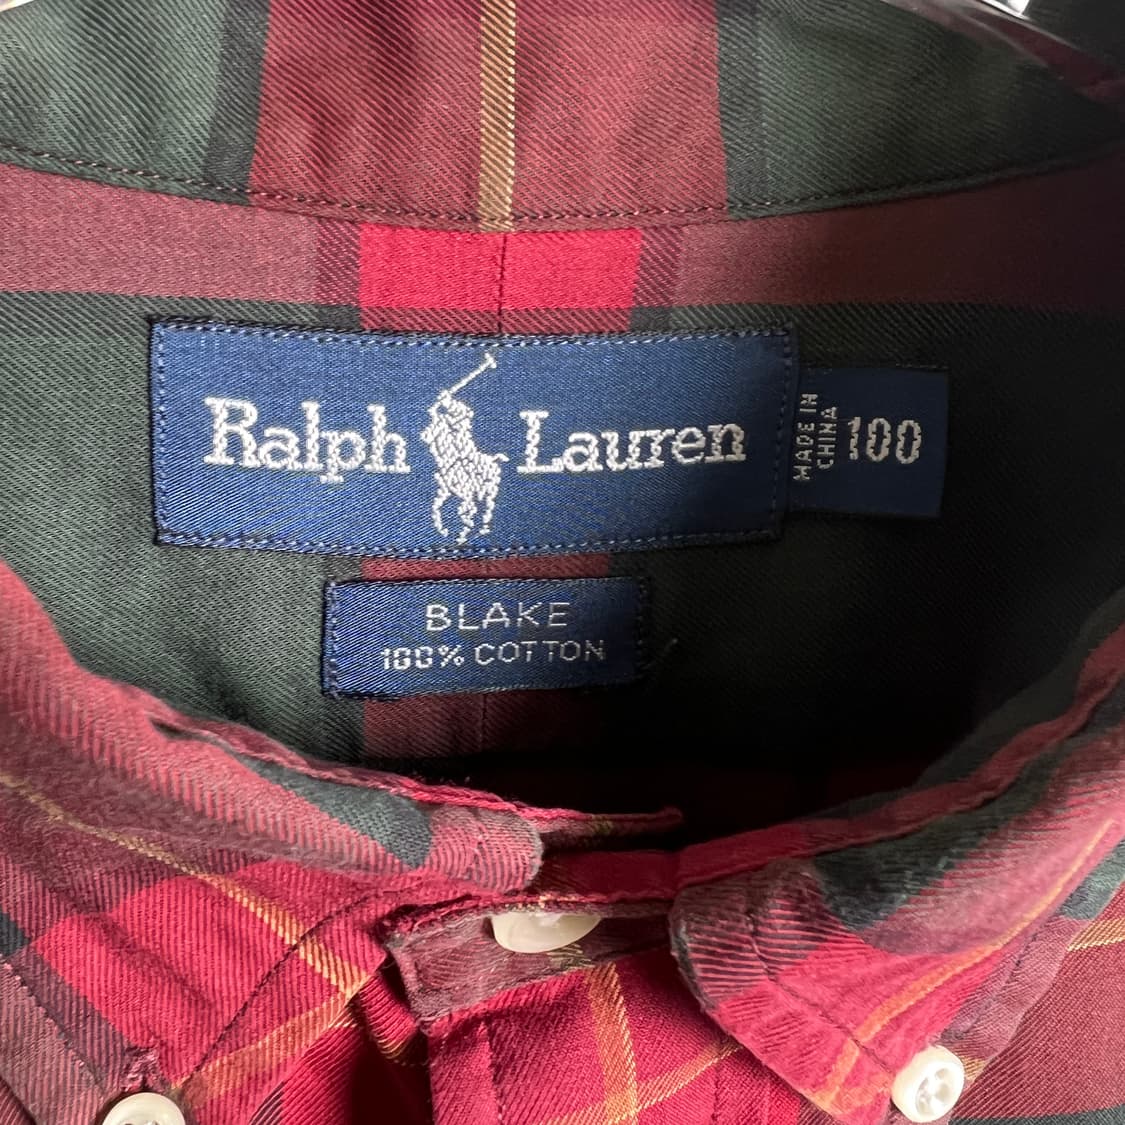 Ralph Lauren
MADE IN
CHINA
100
BLAKE
100% COTTON